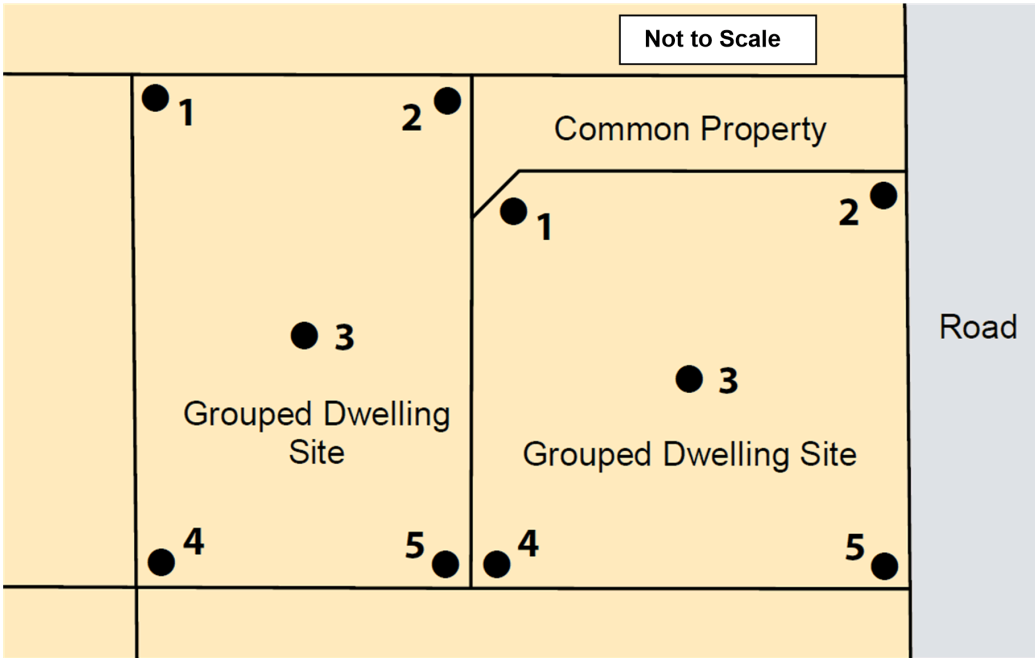 Not to Scale
1
2
Common Property
1
2
3
Road
3
Grouped Dwelling
Site
Grouped Dwelling Site
4
5
4
5